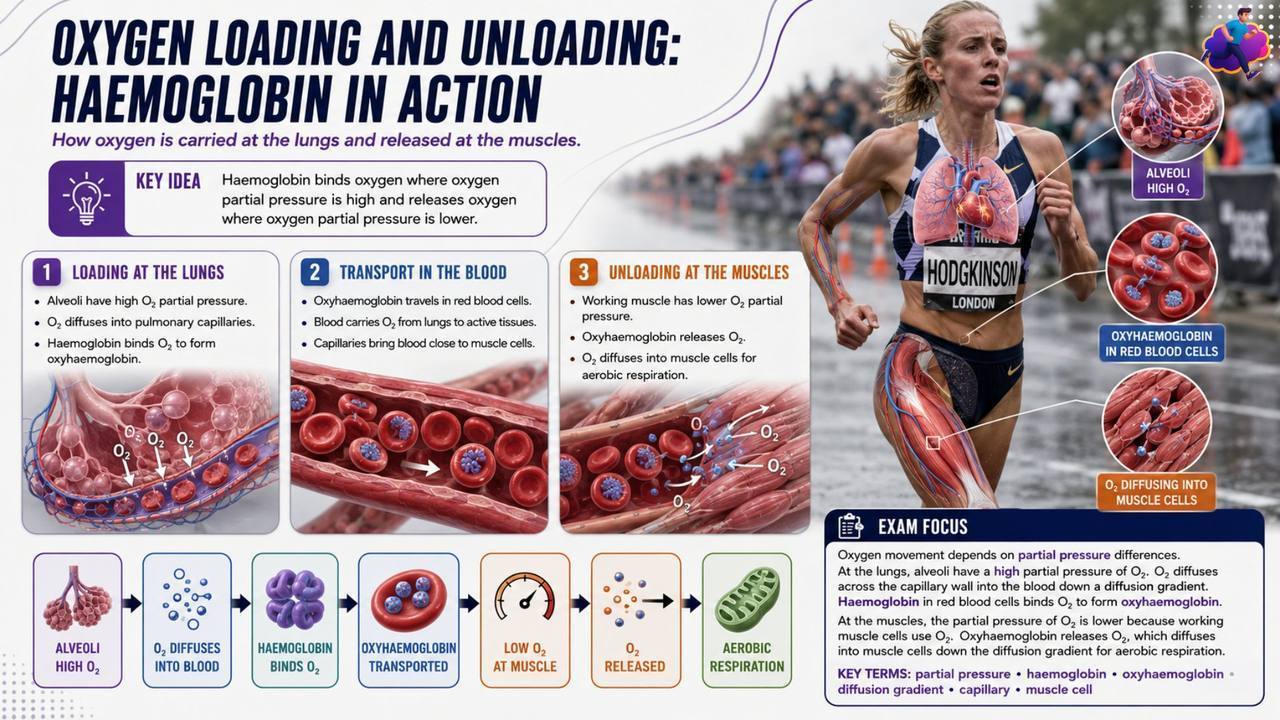 OXYGEN LOADING AND UNLOADING:
HAEMOGLOBIN IN ACTION
How oxygen is carried at the lungs and released at the muscles.
KEY IDEA
Haemoglobin binds oxygen where oxygen
partial pressure is high and releases oxygen
where oxygen partial pressure is lower.
1 LOADING AT THE LUNGS
• Alveoli have high O₂ partial pressure.
• O₂ diffuses into pulmonary capillaries.
• Haemoglobin binds O₂ to form
oxyhaemoglobin.
O₂ O₂ O₂ O₂
2 TRANSPORT IN THE BLOOD
• Oxyhaemoglobin travels in red blood cells.
• Blood carries O₂ from lungs to active tissues.
• Capillaries bring blood close to muscle cells.
3 UNLOADING AT THE MUSCLES
• Working muscle has lower O₂ partial
pressure.
• Oxyhaemoglobin releases O₂.
• O₂ diffuses into muscle cells for
aerobic respiration.
O₂
O₂
O₂
ALVEOLI
HIGH O₂
O₂ DIFFUSES
INTO BLOOD
HAEMOGLOBIN
BINDS O₂
OXYHAEMOGLOBIN
TRANSPORTED
LOW O₂
AT MUSCLE
O₂
RELEASED
AEROBIC
RESPIRATION
HODGKINSON
LONDON
ALVEOLI
HIGH O₂
OXYHAEMOGLOBIN
IN RED BLOOD CELLS
O₂ DIFFUSING INTO
MUSCLE CELLS
EXAM FOCUS
Oxygen movement depends on partial pressure differences.
At the lungs, alveoli have a high partial pressure of O₂. O₂ diffuses
across the capillary wall into the blood down a diffusion gradient.
Haemoglobin in red blood cells binds O₂ to form oxyhaemoglobin.
At the muscles, the partial pressure of O₂ is lower because working
muscle cells use O₂. Oxyhaemoglobin releases O₂, which diffuses
into muscle cells down the diffusion gradient for aerobic respiration.
KEY TERMS: partial pressure • haemoglobin • oxyhaemoglobin •
diffusion gradient • capillary • muscle cell